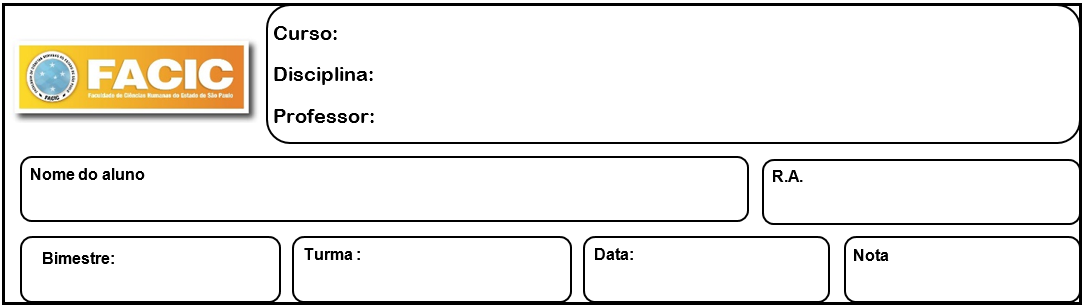 FACIC
Faculdade de Ciências Humanas do Estado de São Paulo
FACIC
Curso:
Disciplina:
Professor:
Nome do aluno
R.A.
Bimestre:
Turma :
Data:
Nota